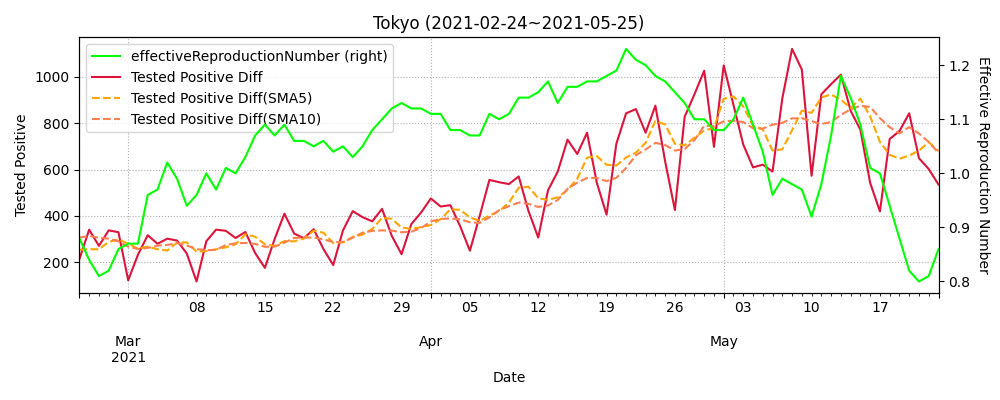 Tokyo (2021-02-24~2021-05-25)
effectiveReproductionNumber (right)
Tested Positive Diff
Tested Positive Diff(SMA5)
Tested Positive Diff(SMA10)
Tested Positive
1000
800
600
400
200
Effective Reproduction Number
1.2
1.1
1.0
0.9
0.8
08 15 22 29 05 12 19 26 03 10 17
Mar Apr May
2021
Date